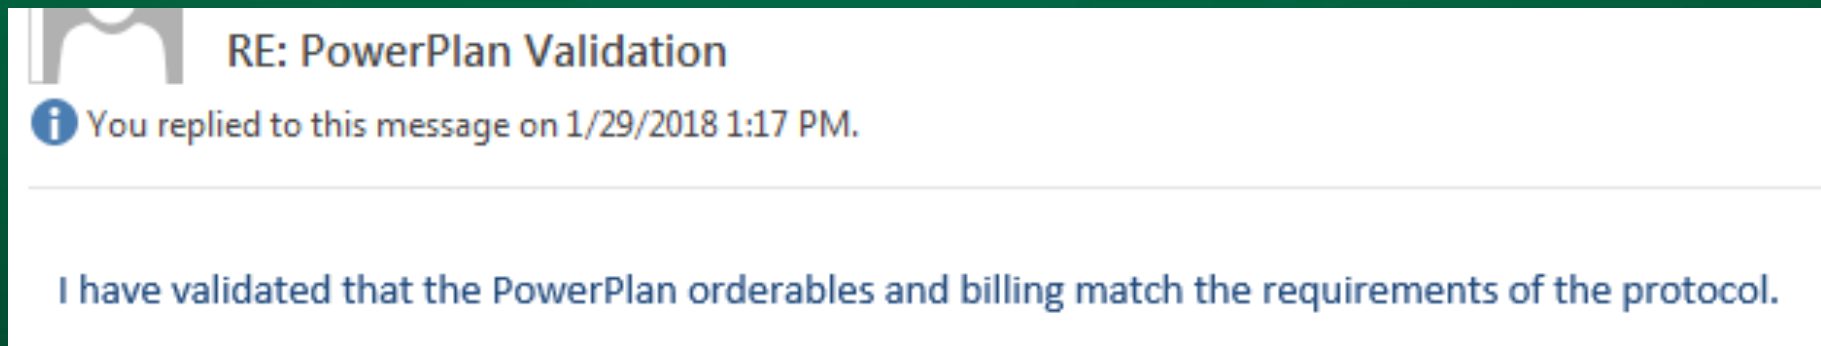 RE: PowerPlan Validation
You replied to this message on 1/29/2018 1:17 PM.
I have validated that the PowerPlan orderables and billing match the requirements of the protocol.